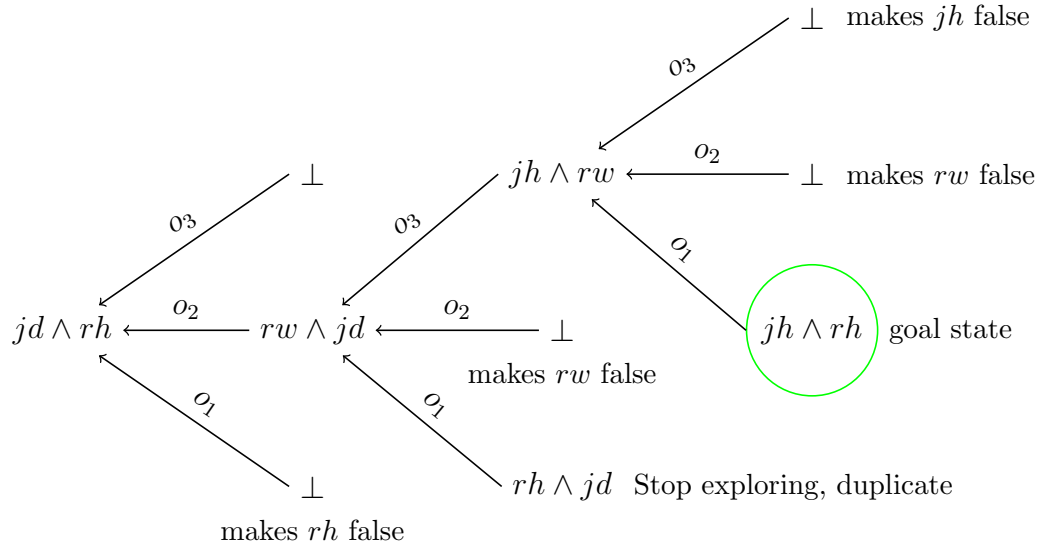 ⊥ makes jh false
o₃
jh ∧ rw
o₂
⊥ makes rw false
⊥
o₃
o₃
o₁
jd ∧ rh
o₂
rw ∧ jd
o₂
⊥
makes rw false
jh ∧ rh goal state
o₁
o₁
⊥
makes rh false
rh ∧ jd Stop exploring, duplicate